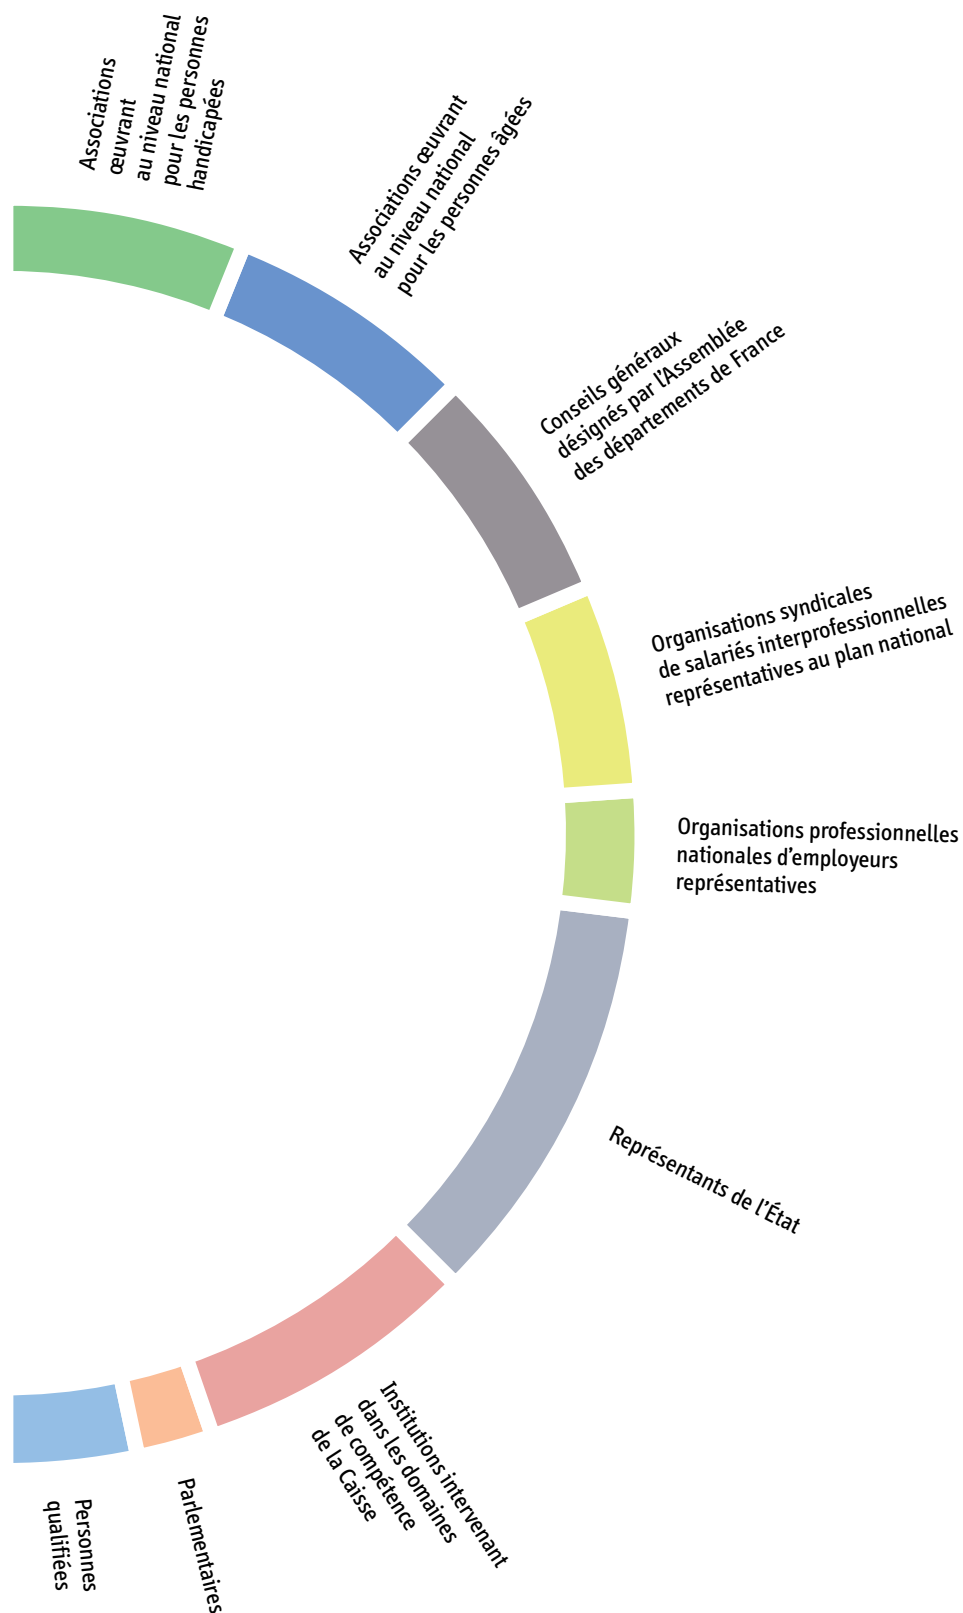 Associations
œuvrant
au niveau national
pour les personnes
handicapées
Associations œuvrant
au niveau national
pour les personnes âgées
Conseils généraux
désignés par l'Assemblée
des départements de France
Organisations syndicales
de salariés interprofessionnelles
représentatives au plan national
Organisations professionnelles
nationales d'employeurs
représentatives
Représentants de l'État
Institutions intervenant
dans les domaines
de compétence
de la Caisse
Parlementaires
Personnes
qualifiées